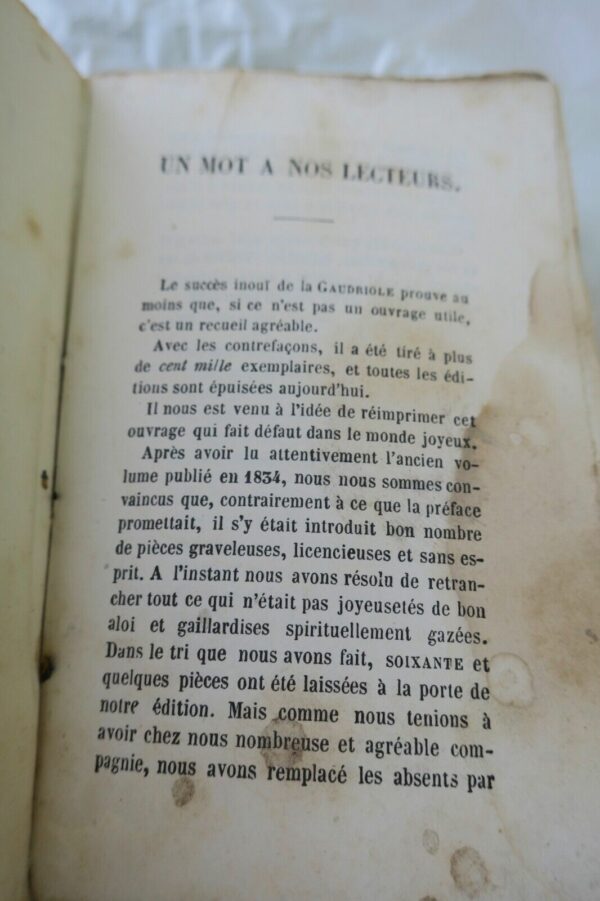 UN MOT A NOS LECTEURS.
Le succès inouï de la GAUDRIOLE prouve au
moins que, si ce n'est pas un ouvrage utile,
c'est un recueil agréable.
Avec les contrefaçons, il a été tiré à plus
de cent mille exemplaires, et toutes les édi-
tions sont épuisées aujourd'hui.
Il nous est venu à l'idée de réimprimer cet
ouvrage qui fait défaut dans le monde joyeux.
Après avoir lu attentivement l'ancien vo-
lume publié en 1834, nous nous sommes con-
vaincus que, contrairement à ce que la préface
promettait, il s'y était introduit bon nombre
de pièces graveleuses, licencieuses et sans es-
prit. A l'instant nous avons résolu de retran-
cher tout ce qui n'était pas joyeusetés de bon
aloi et gaillardises spirituellement gazées.
Dans le tri que nous avons fait, SOIXANTE et
quelques pièces ont été laissées à la porte de
notre édition. Mais comme nous tenions à
avoir chez nous nombreuse et agréable com-
pagnie, nous avons remplacé les absents par